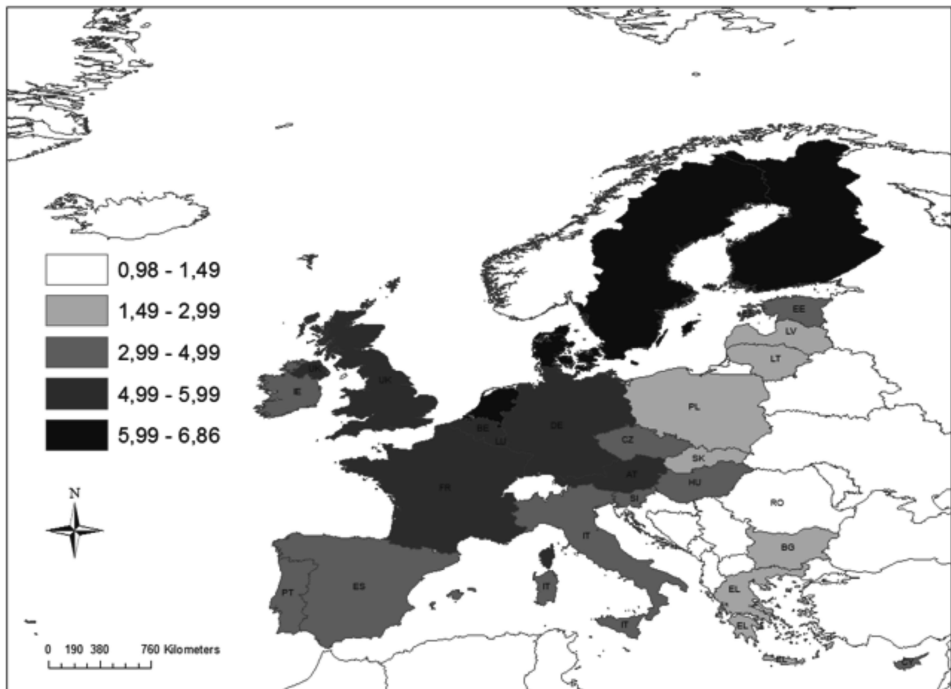 0,98 - 1,49
1,49 - 2,99
2,99 - 4,99
4,99 - 5,99
5,99 - 6,86
N
0 190 380 760 Kilometers
EE
LV
LT
IE
UK
PL
BE
DE
LU
CZ
SK
AT
HU
FR
SI
RO
IT
BG
ES
PT
IT
EL
IT
EL
EL
CY